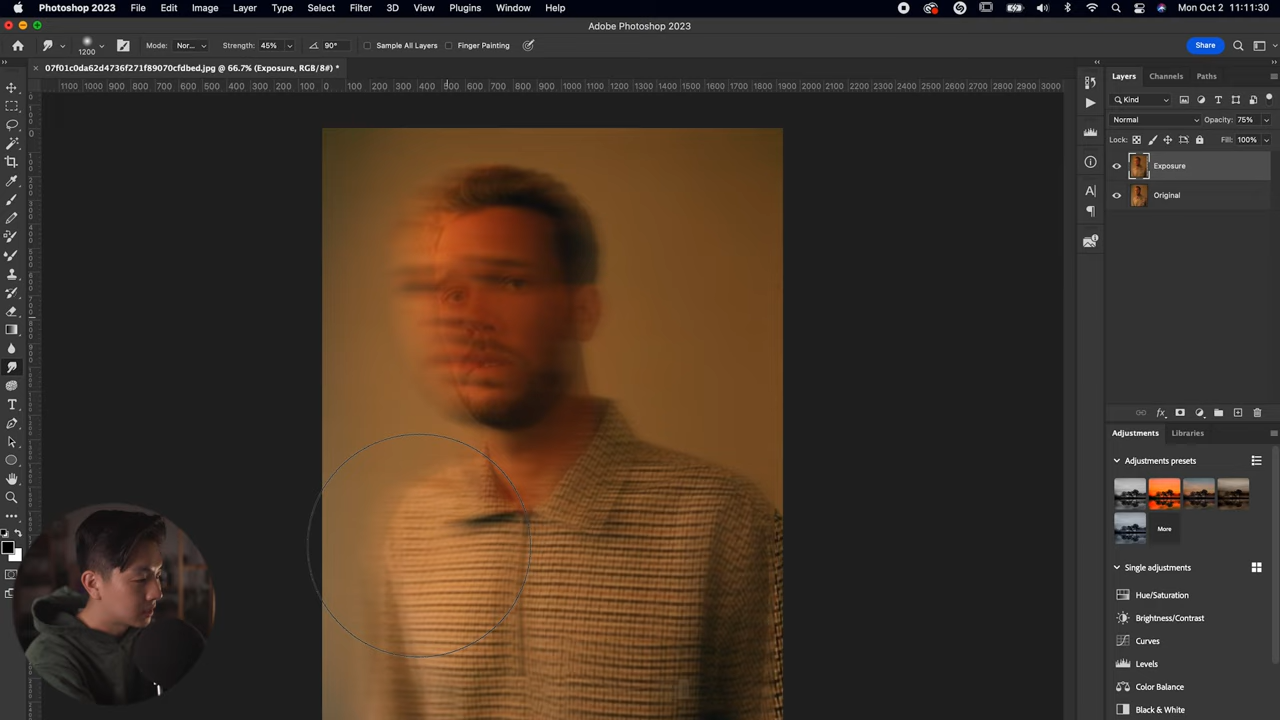 Photoshop 2023 File Edit Image Layer Type Select Filter 3D View Plugins Window Help Mon Oct 2 11:11:30
Adobe Photoshop 2023
1200 Mode: Nor... Strength: 45% 90° Sample All Layers Finger Painting Share
07f01c0da62d4736f271f89070cfdbed.jpg @ 66.7% (Exposure, RGB/8#) *
1100 1000 900 800 700 600 500 400 300 200 100 0 100 200 300 400 500 600 700 800 900 1000 1100 1200 1300 1400 1500 1600 1700 1800 1900 2000 2100 2200 2300 2400 2500 2600 2700 2800 2900 3000
Layers Channels Paths
Kind
Normal Opacity: 75%
Lock: Fill: 100%
Exposure
Original
Adjustments Libraries
Adjustments presets
More
Single adjustments
Hue/Saturation
Brightness/Contrast
Curves
Levels
Color Balance
Black & White